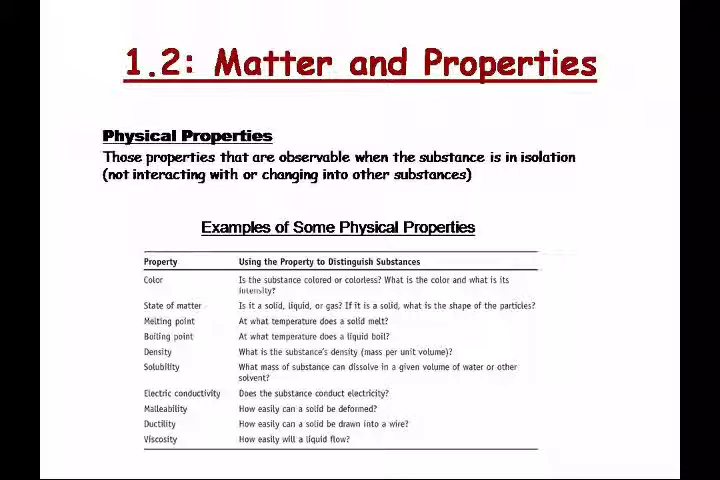 1.2: Matter and Properties
Physical Properties
Those properties that are observable when the substance is in isolation
(not interacting with or changing into other substances)
Examples of Some Physical Properties
Property Using the Property to Distinguish Substances
Color Is the substance colored or colorless? What is the color and what is its
intensity?
State of matter Is it a solid, liquid, or gas? If it is a solid, what is the shape of the particles?
Melting point At what temperature does a solid melt?
Boiling point At what temperature does a liquid boil?
Density What is the substance's density (mass per unit volume)?
Solubility What mass of substance can dissolve in a given volume of water or other
solvent?
Electric conductivity Does the substance conduct electricity?
Malleability How easily can a solid be deformed?
Ductility How easily can a solid be drawn into a wire?
Viscosity How easily will a liquid flow?